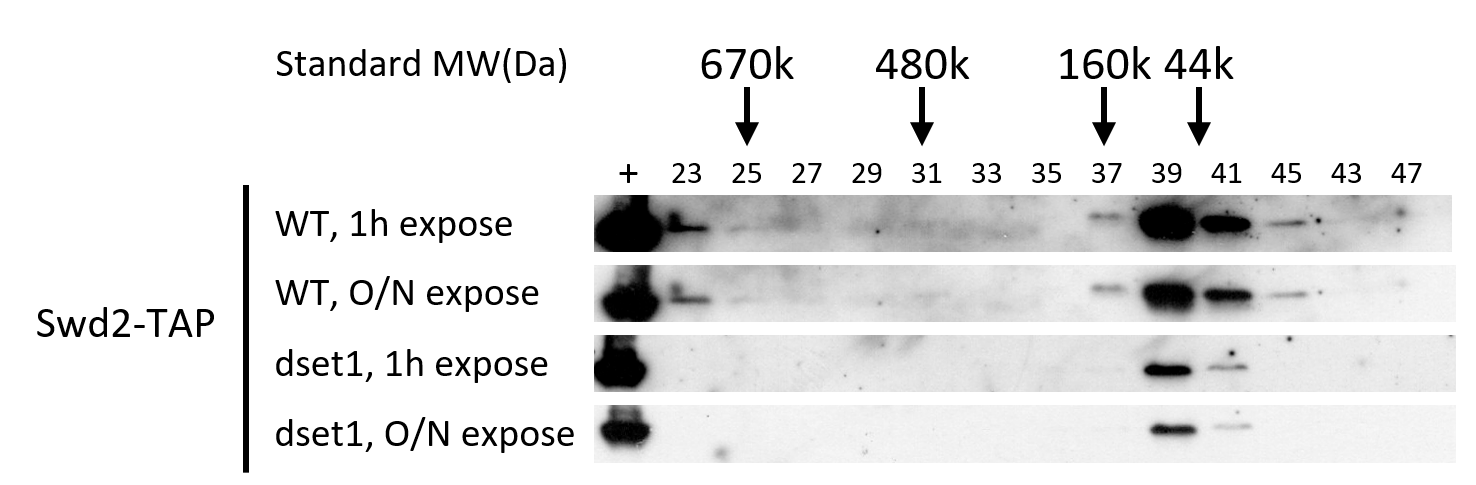 Standard MW(Da) 670k 480k 160k 44k
+ 23 25 27 29 31 33 35 37 39 41 45 43 47
WT, 1h expose
WT, O/N expose
Swd2-TAP
dset1, 1h expose
dset1, O/N expose